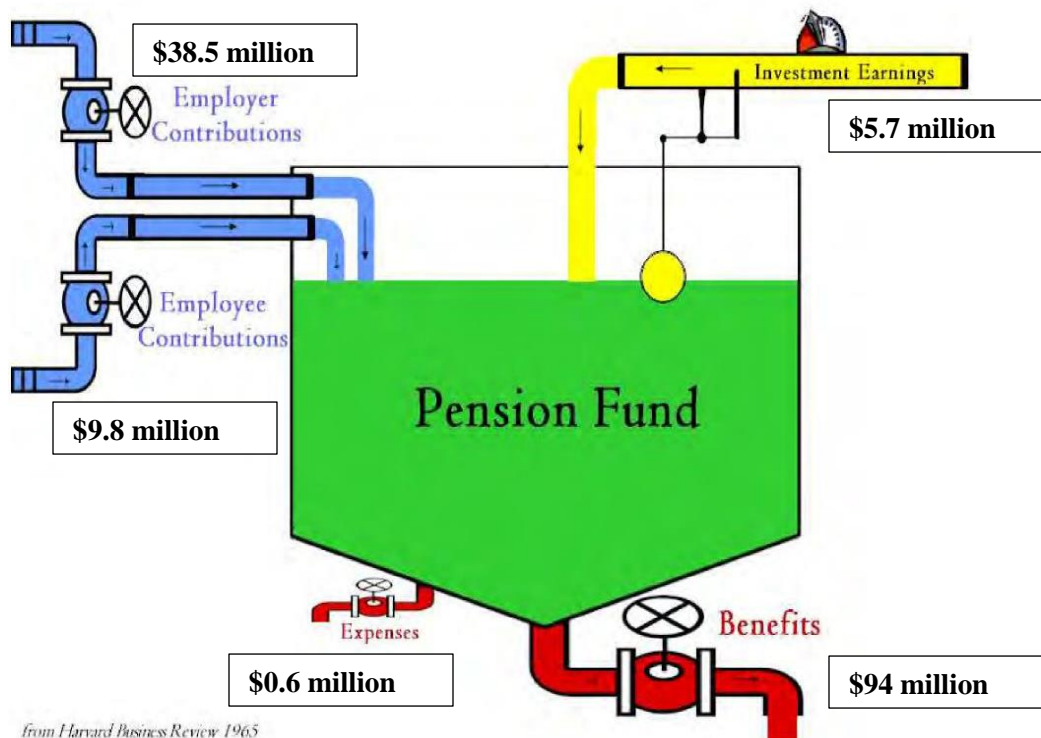 $38.5 million
Employer
Contributions
Investment Earnings
$5.7 million
Employee
Contributions
$9.8 million
Pension Fund
Expenses
$0.6 million
Benefits
$94 million
from Harvard Business Review 1965